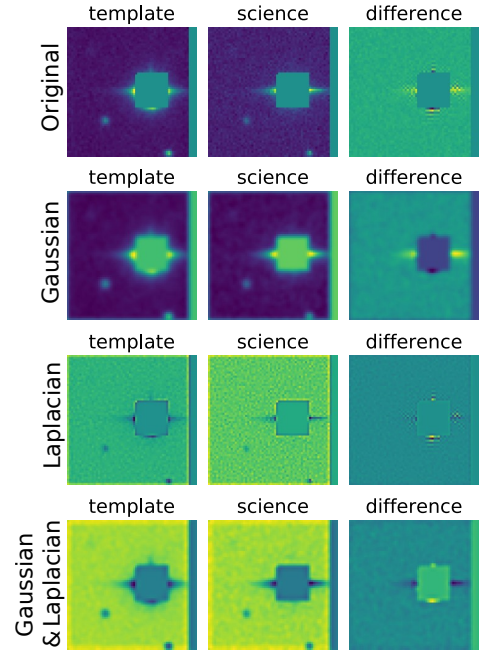 template science difference
Original
template science difference
Gaussian
template science difference
Laplacian
template science difference
Gaussian
& Laplacian